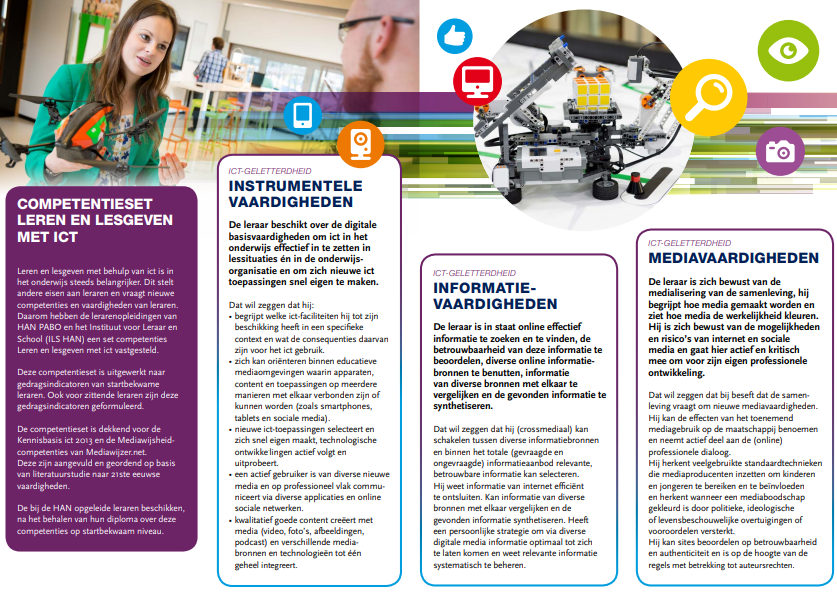 COMPETENTIESET
LEREN EN LESGEVEN
MET ICT
Leren en lesgeven met behulp van ict is in
het onderwijs steeds belangrijker. Dit stelt
andere eisen aan leraren en vraagt nieuwe
competenties en vaardigheden van leraren.
Daarom hebben de lerarenopleidingen van
HAN PABO en het Instituut voor Leraar en
School (ILS HAN) een set competenties
Leren en lesgeven met ict vastgesteld.
Deze competentieset is uitgewerkt naar
gedragsindicatoren van startbekwame
leraren. Ook voor zittende leraren zijn deze
gedragsindicatoren geformuleerd.
De competentieset is dekkend voor de
Kennisbasis ict 2013 en de Mediawijsheid-
competenties van Mediawijzer.net.
Deze zijn aangevuld en geordend op basis
van literatuurstudie naar 21ste eeuwse
vaardigheden.
De bij de HAN opgeleide leraren beschikken,
na het behalen van hun diploma over deze
competenties op startbekwaam niveau.
ICT-GELETTERDHEID
INSTRUMENTELE
VAARDIGHEDEN
De leraar beschikt over de digitale
basisvaardigheden om ict in het
onderwijs effectief in te zetten in
lessituaties én in de onderwijs-
organisatie en om zich nieuwe ict
toepassingen snel eigen te maken.
Dat wil zeggen dat hij:
• begrijpt welke ict-faciliteiten hij tot zijn
beschikking heeft in een specifieke
context en wat de consequenties daarvan
zijn voor het ict gebruik.
• zich kan oriënteren binnen educatieve
mediaomgevingen waarin apparaten,
content en toepassingen op meerdere
manieren met elkaar verbonden zijn of
kunnen worden (zoals smartphones,
tablets en sociale media).
• nieuwe ict-toepassingen selecteert en
zich snel eigen maakt, technologische
ontwikkelingen actief volgt en
uitprobeert.
• een actief gebruiker is van diverse nieuwe
media en op professioneel vlak commu-
niceert via diverse applicaties en online
sociale netwerken.
• kwalitatief goede content creëert met
media (video, foto's, afbeeldingen,
podcast) en verschillende media-
bronnen en technologieën tot één
geheel integreert.
ICT-GELETTERDHEID
INFORMATIE-
VAARDIGHEDEN
De leraar is in staat online effectief
informatie te zoeken en te vinden, de
betrouwbaarheid van deze informatie te
beoordelen, diverse online informatie-
bronnen te benutten, informatie
van diverse bronnen met elkaar te
vergelijken en de gevonden informatie te
synthetiseren.
Dat wil zeggen dat hij (crossmediaal) kan
schakelen tussen diverse informatiebronnen
en binnen het totale (gevraagde en
ongevraagde) informatieaanbod relevante,
betrouwbare informatie kan selecteren.
Hij weet informatie van internet efficiënt
te ontsluiten. Kan informatie van diverse
bronnen met elkaar vergelijken en de
gevonden informatie synthetiseren. Heeft
een persoonlijke strategie om via diverse
digitale media informatie optimaal tot zich
te laten komen en weet relevante informatie
systematisch te beheren.
ICT-GELETTERDHEID
MEDIAVAARDIGHEDEN
De leraar is zich bewust van de
medialisering van de samenleving, hij
begrijpt hoe media gemaakt worden en
ziet hoe media de werkelijkheid kleuren.
Hij is zich bewust van de mogelijkheden
en risico's van internet en sociale
media en gaat hier actief en kritisch
mee om voor zijn eigen professionele
ontwikkeling.
Dat wil zeggen dat bij beseft dat de samen-
leving vraagt om nieuwe mediavaardigheden.
Hij kan de effecten van het toenemend
mediagebruik op de maatschappij benoemen
en neemt actief deel aan de (online)
professionele dialoog.
Hij herkent veelgebruikte standaardtechnieken
die mediaproducenten inzetten om kinderen
en jongeren te bereiken en te beïnvloeden
en herkent wanneer een mediaboodschap
gekleurd is door politieke, ideologische
of levensbeschouwelijke overtuigingen of
vooroordelen versterkt.
Hij kan sites beoordelen op betrouwbaarheid
en authenticiteit en is op de hoogte van de
regels met betrekking tot auteursrechten.